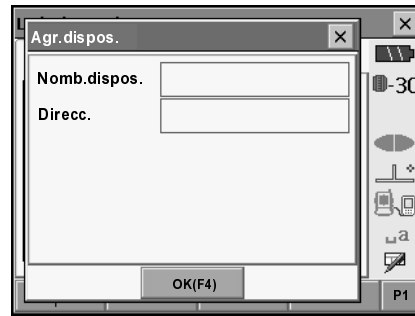 Agr.dispos.
-30
Nomb.dispos.
Direcc.
a
OK(F4)
P1